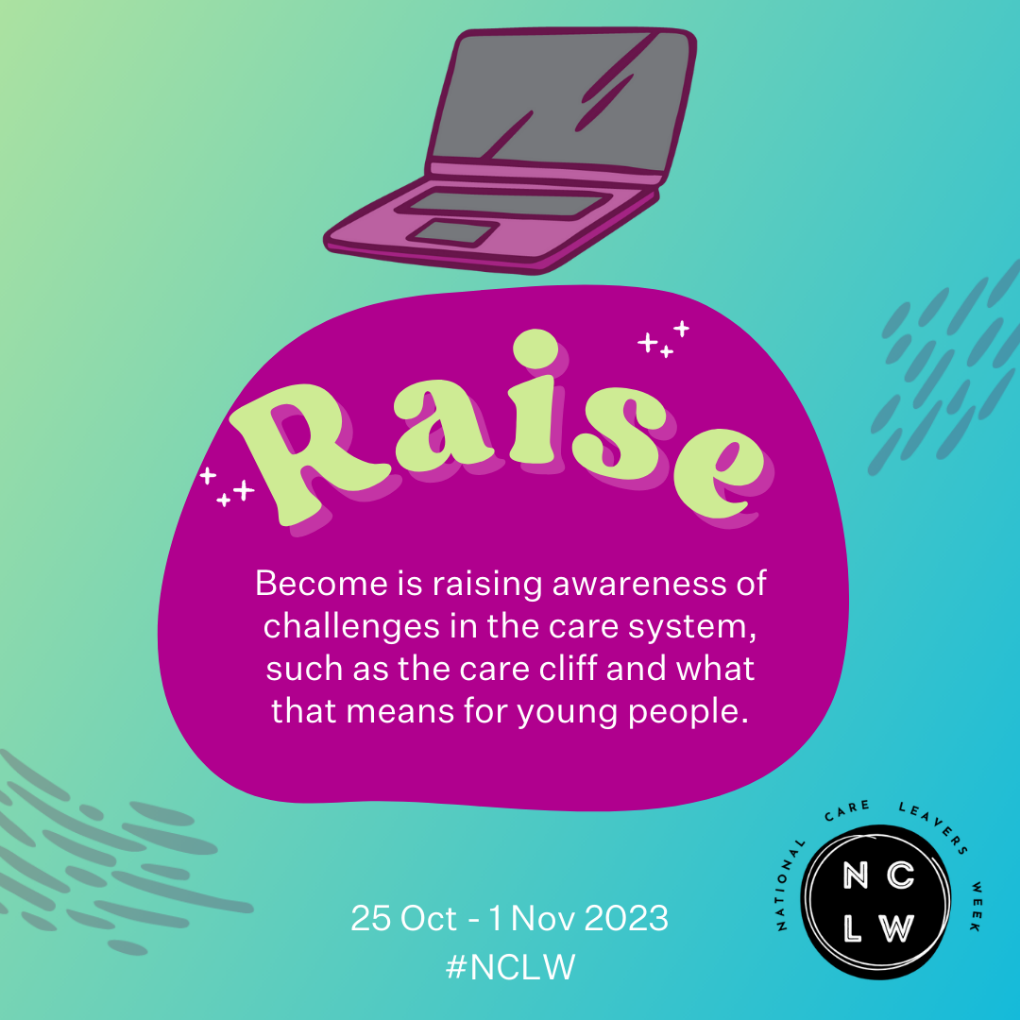 Raise
Become is raising awareness of
challenges in the care system,
such as the care cliff and what
that means for young people.
25 Oct - 1 Nov 2023
#NCLW
NATIONAL CARE LEAVERS WEEK
NC
LW